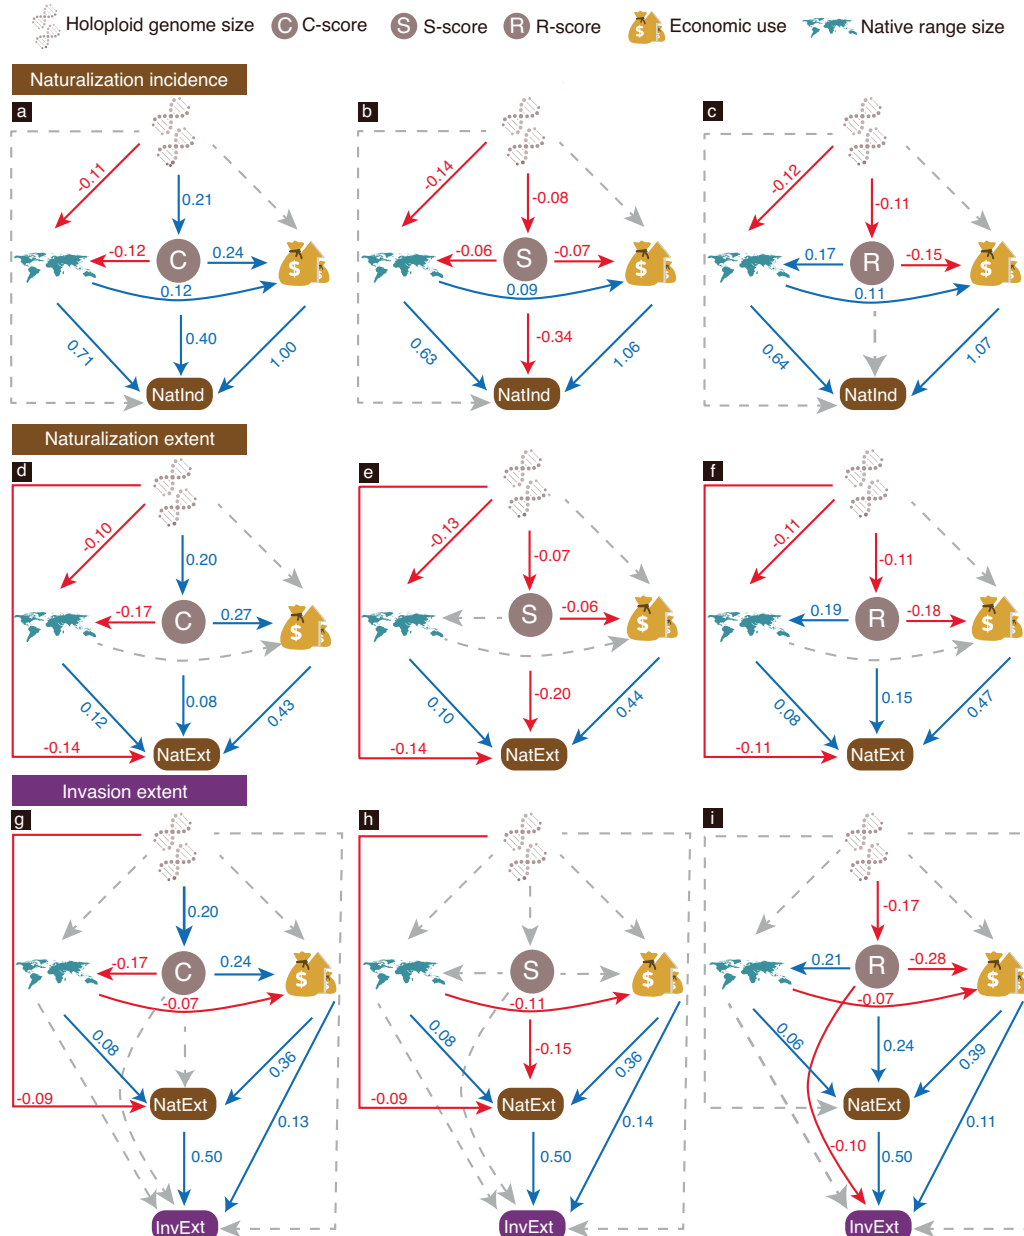 Holoploid genome size C C-score S S-score R R-score $ Economic use Native range size
Naturalization incidence
a b c
-0.11 -0.14 -0.12
0.21 -0.08 -0.11
-0.12 C 0.24 $ -0.06 S -0.07 $ 0.17 R -0.15 $
0.12 0.09 0.11
0.71 0.40 1.00 0.63 -0.34 1.06 0.64 1.07
NatInd NatInd NatInd
Naturalization extent
d e f
-0.10 -0.13 -0.11
0.20 -0.07 -0.11
-0.17 C 0.27 $ S -0.06 $ 0.19 R -0.18 $
0.12 0.08 0.43 0.10 -0.20 0.44 0.08 0.15 0.47
-0.14 NatExt -0.14 NatExt -0.11 NatExt
Invasion extent
g h i
0.20 -0.17
-0.17 C 0.24 $ S $ 0.21 R -0.28 $
-0.07 -0.11 -0.07
0.08 0.36 0.08 -0.15 0.36 0.06 0.24 0.39
-0.09 NatExt 0.13 -0.09 NatExt 0.14 NatExt 0.11
0.50 0.50 -0.10 0.50
InvExt InvExt InvExt